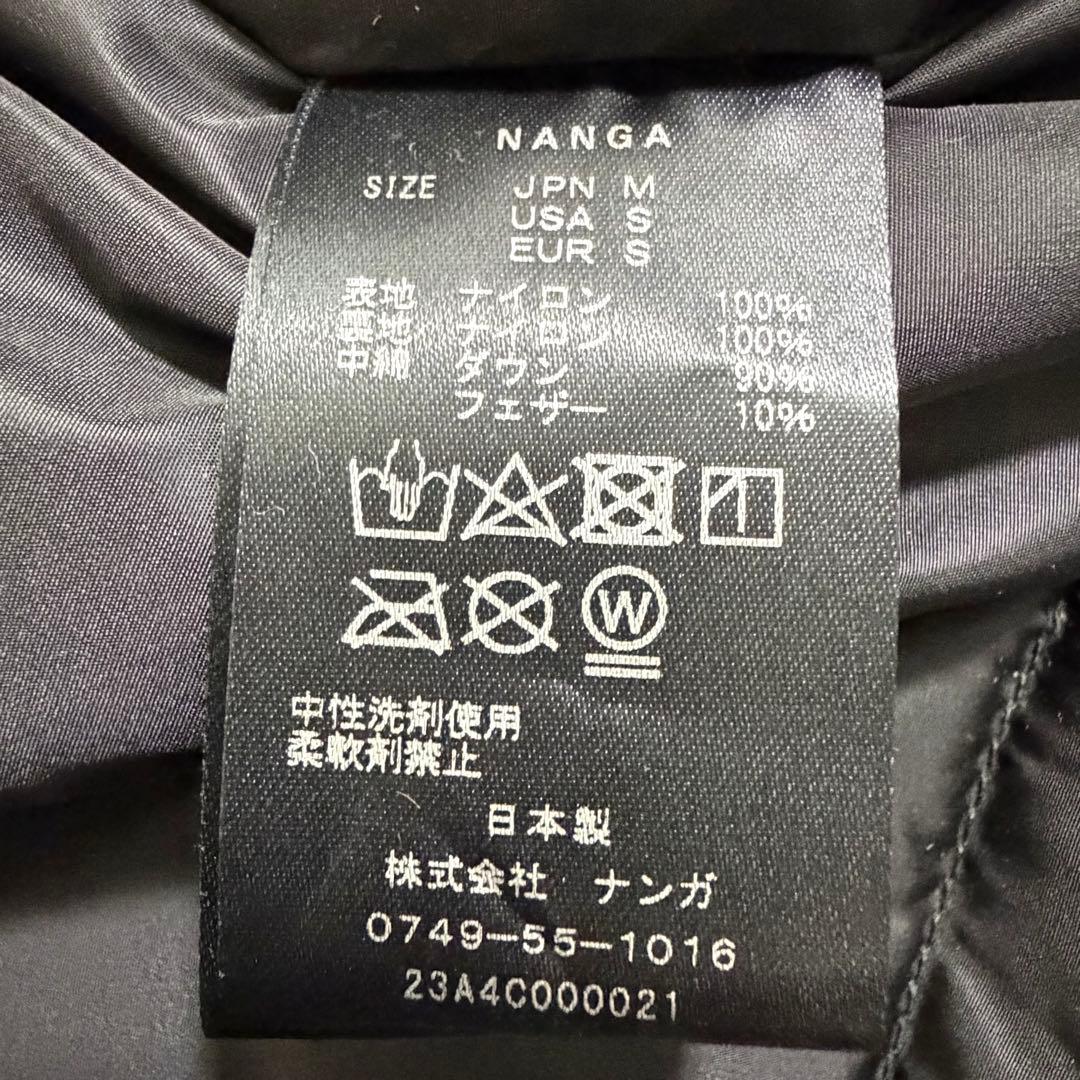 NANGA
SIZE JPN M
USA S
EUR S
表地 ナイロン 100%
裏地 ナイロン 100%
中綿 ダウン 90%
フェザー 10%
W
中性洗剤使用
柔軟剤禁止
日本製
株式会社 ナンガ
0749-55-1016
23A4C000021